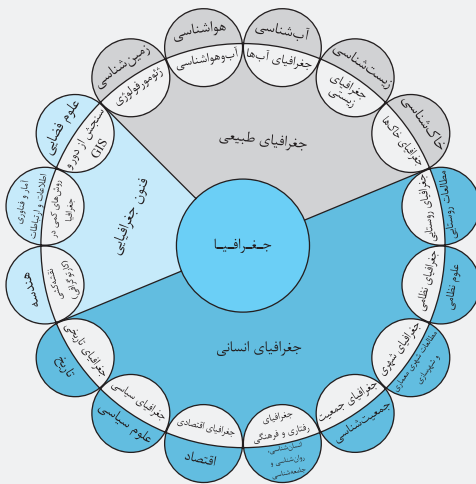 جغرافیا
جغرافیای طبیعی
خاک‌شناسی
جغرافیای خاک‌ها
زیست‌شناسی
جغرافیای
زیستی
آب‌شناسی
جغرافیای آب‌ها
هواشناسی
آب‌وهواشناسی
زمین‌شناسی
ژئومورفولوژی
فنون جغرافیایی
علوم فضایی
سنجش از دور و
GIS
آمار و فناوری
اطلاعات و ارتباطات
روش‌های کمی در
جغرافیا
هندسه
نقشه‌کشی
(کارتوگرافی)
جغرافیای انسانی
تاریخ
جغرافیای تاریخی
علوم سیاسی
جغرافیای سیاسی
اقتصاد
جغرافیای اقتصادی
انسان‌شناسی،
روان‌شناسی و
جامعه‌شناسی
جغرافیای
رفتاری و فرهنگی
جمعیت‌شناسی
جغرافیای جمعیت
مطالعات شهری معماری
و شهرسازی
جغرافیای شهری
علوم نظامی
جغرافیای نظامی
مطالعات روستایی
جغرافیای روستایی